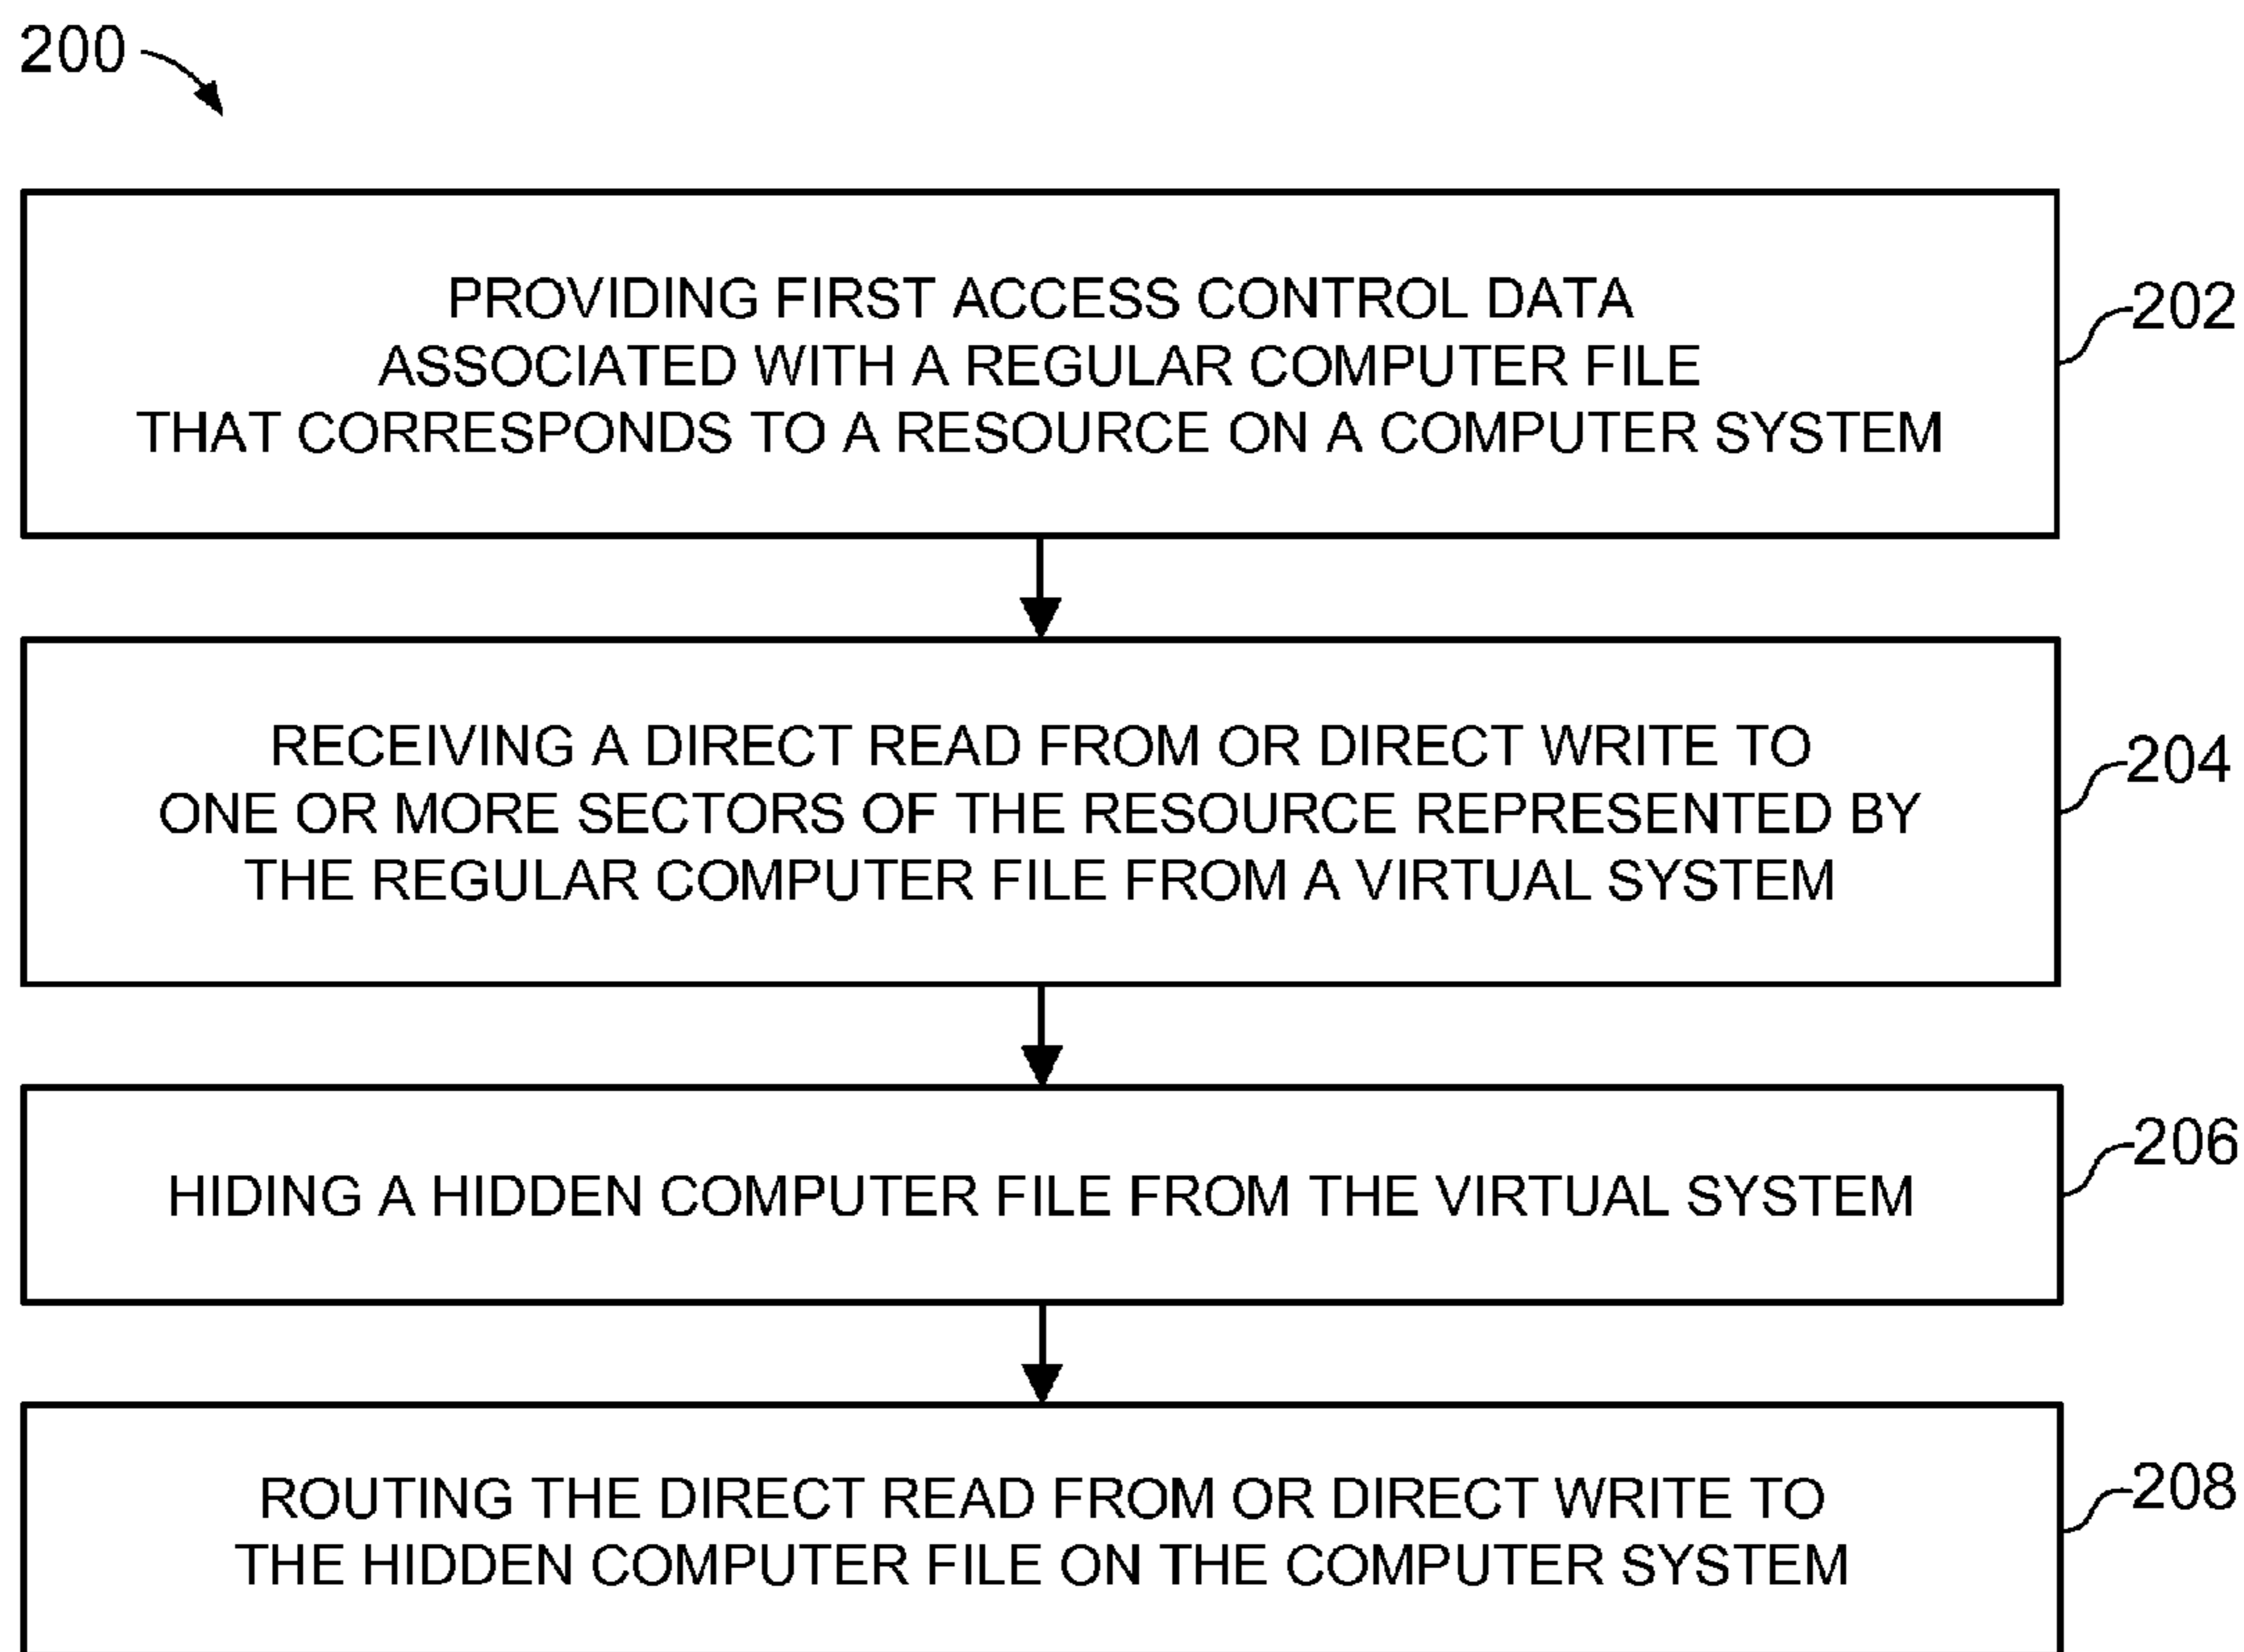 200
PROVIDING FIRST ACCESS CONTROL DATA
ASSOCIATED WITH A REGULAR COMPUTER FILE
THAT CORRESPONDS TO A RESOURCE ON A COMPUTER SYSTEM
202
RECEIVING A DIRECT READ FROM OR DIRECT WRITE TO
ONE OR MORE SECTORS OF THE RESOURCE REPRESENTED BY
THE REGULAR COMPUTER FILE FROM A VIRTUAL SYSTEM
204
HIDING A HIDDEN COMPUTER FILE FROM THE VIRTUAL SYSTEM
206
ROUTING THE DIRECT READ FROM OR DIRECT WRITE TO
THE HIDDEN COMPUTER FILE ON THE COMPUTER SYSTEM
208